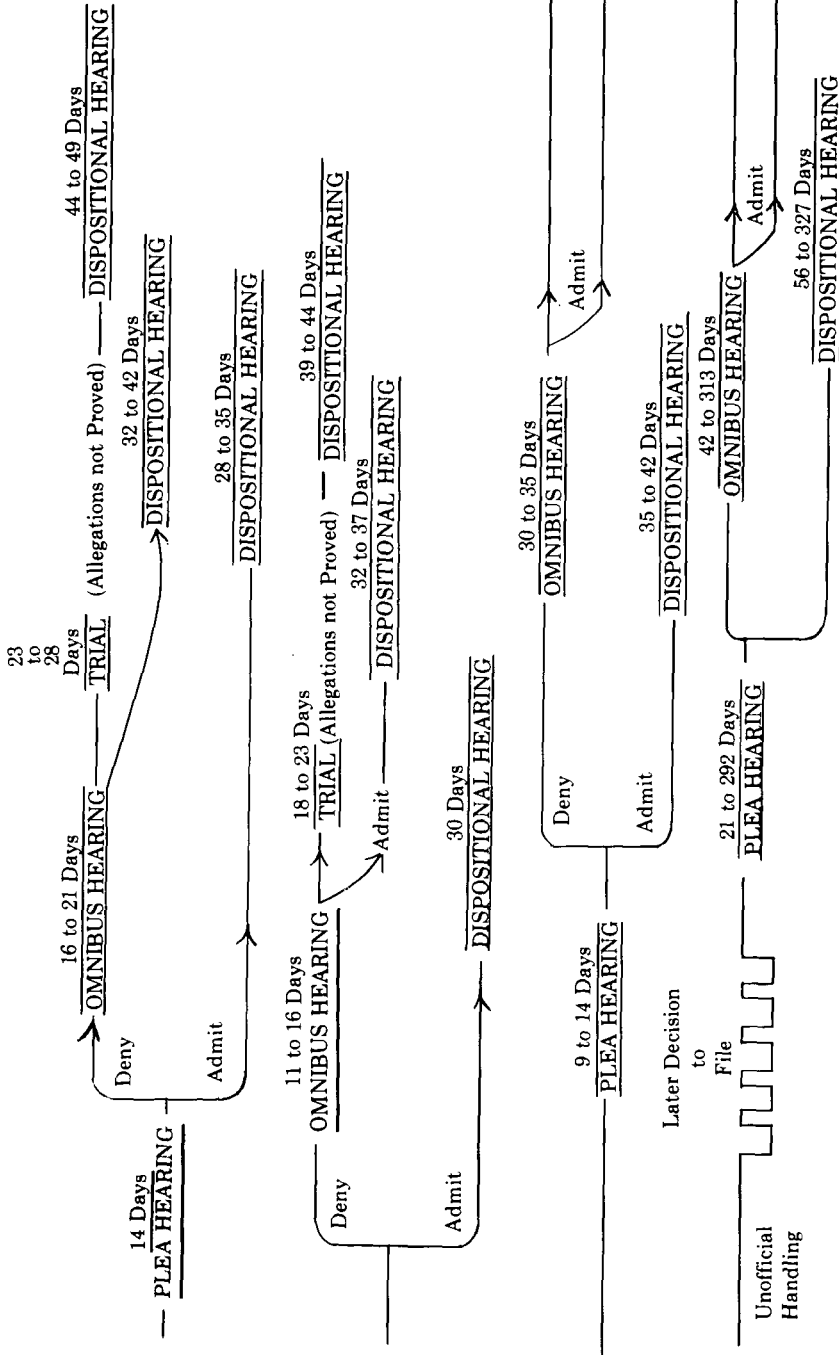 14 Days
PLEA HEARING
Deny
Admit
16 to 21 Days
OMNIBUS HEARING
23
to
28
Days
TRIAL (Allegations not Proved)
44 to 49 Days
DISPOSITIONAL HEARING
32 to 42 Days
DISPOSITIONAL HEARING
28 to 35 Days
DISPOSITIONAL HEARING
Deny
Admit
11 to 16 Days
OMNIBUS HEARING
18 to 23 Days
TRIAL (Allegations not Proved)
39 to 44 Days
DISPOSITIONAL HEARING
Admit
32 to 37 Days
DISPOSITIONAL HEARING
30 Days
DISPOSITIONAL HEARING
9 to 14 Days
PLEA HEARING
Deny
Admit
30 to 35 Days
OMNIBUS HEARING
Admit
35 to 42 Days
DISPOSITIONAL HEARING
Unofficial
Handling
Later Decision
to
File
21 to 292 Days
PLEA HEARING
42 to 313 Days
OMNIBUS HEARING
Admit
56 to 327 Days
DISPOSITIONAL HEARING